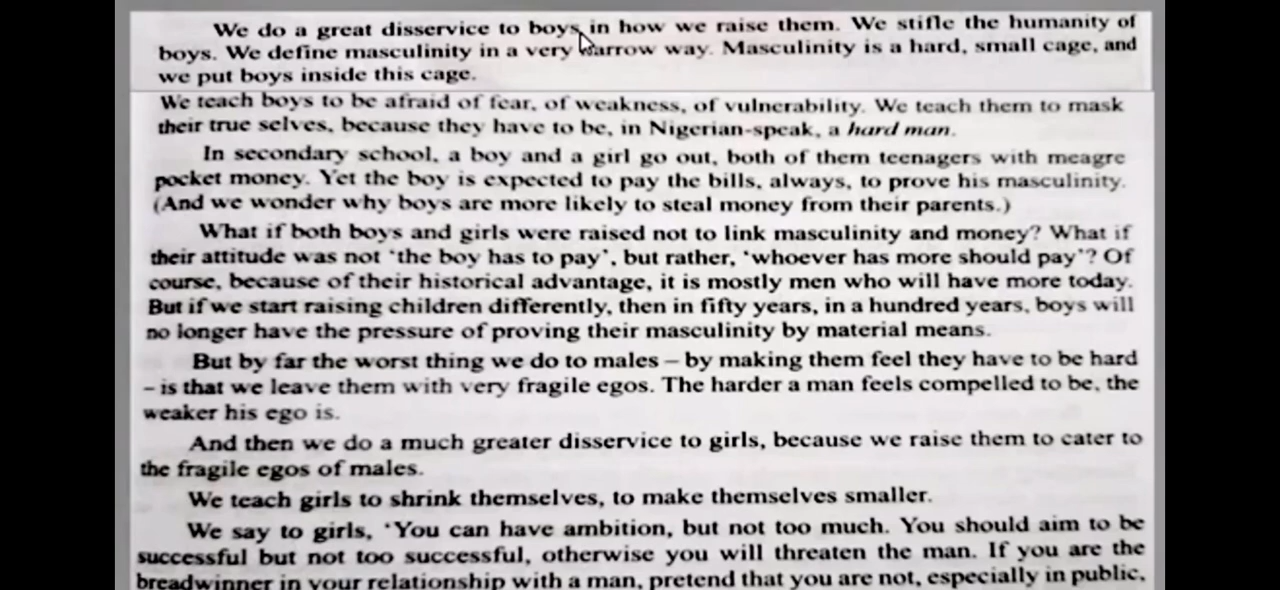 We do a great disservice to boys in how we raise them. We stifle the humanity of
boys. We define masculinity in a very narrow way. Masculinity is a hard, small cage, and
we put boys inside this cage.
We teach boys to be afraid of fear, of weakness, of vulnerability. We teach them to mask
their true selves, because they have to be, in Nigerian-speak, a hard man.
In secondary school, a boy and a girl go out, both of them teenagers with meagre
pocket money. Yet the boy is expected to pay the bills, always, to prove his masculinity.
(And we wonder why boys are more likely to steal money from their parents.)
What if both boys and girls were raised not to link masculinity and money? What if
their attitude was not 'the boy has to pay', but rather, 'whoever has more should pay'? Of
course, because of their historical advantage, it is mostly men who will have more today.
But if we start raising children differently, then in fifty years, in a hundred years, boys will
no longer have the pressure of proving their masculinity by material means.
But by far the worst thing we do to males – by making them feel they have to be hard
– is that we leave them with very fragile egos. The harder a man feels compelled to be, the
weaker his ego is.
And then we do a much greater disservice to girls, because we raise them to cater to
the fragile egos of males.
We teach girls to shrink themselves, to make themselves smaller.
We say to girls, 'You can have ambition, but not too much. You should aim to be
successful but not too successful, otherwise you will threaten the man. If you are the
breadwinner in your relationship with a man, pretend that you are not, especially in public,